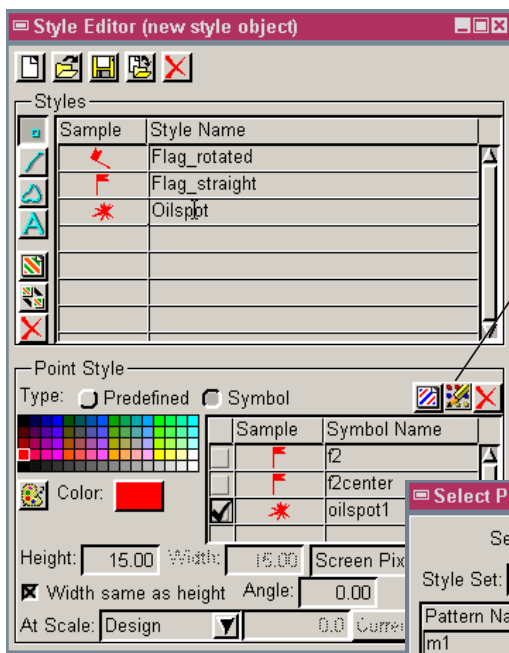 Style Editor (new style object)
Styles
Sample Style Name
Flag_rotated
Flag_straight
Oilspot
Point Style
Type: Predefined Symbol
Sample Symbol Name
f2
f2center
oilspot1
Color:
Select P
Se
Height: 15.00 Width: 15.00 Screen Pix
Style Set:
Width same as height Angle: 0.00
Pattern Na
At Scale: Design 0.0 Curre
m1